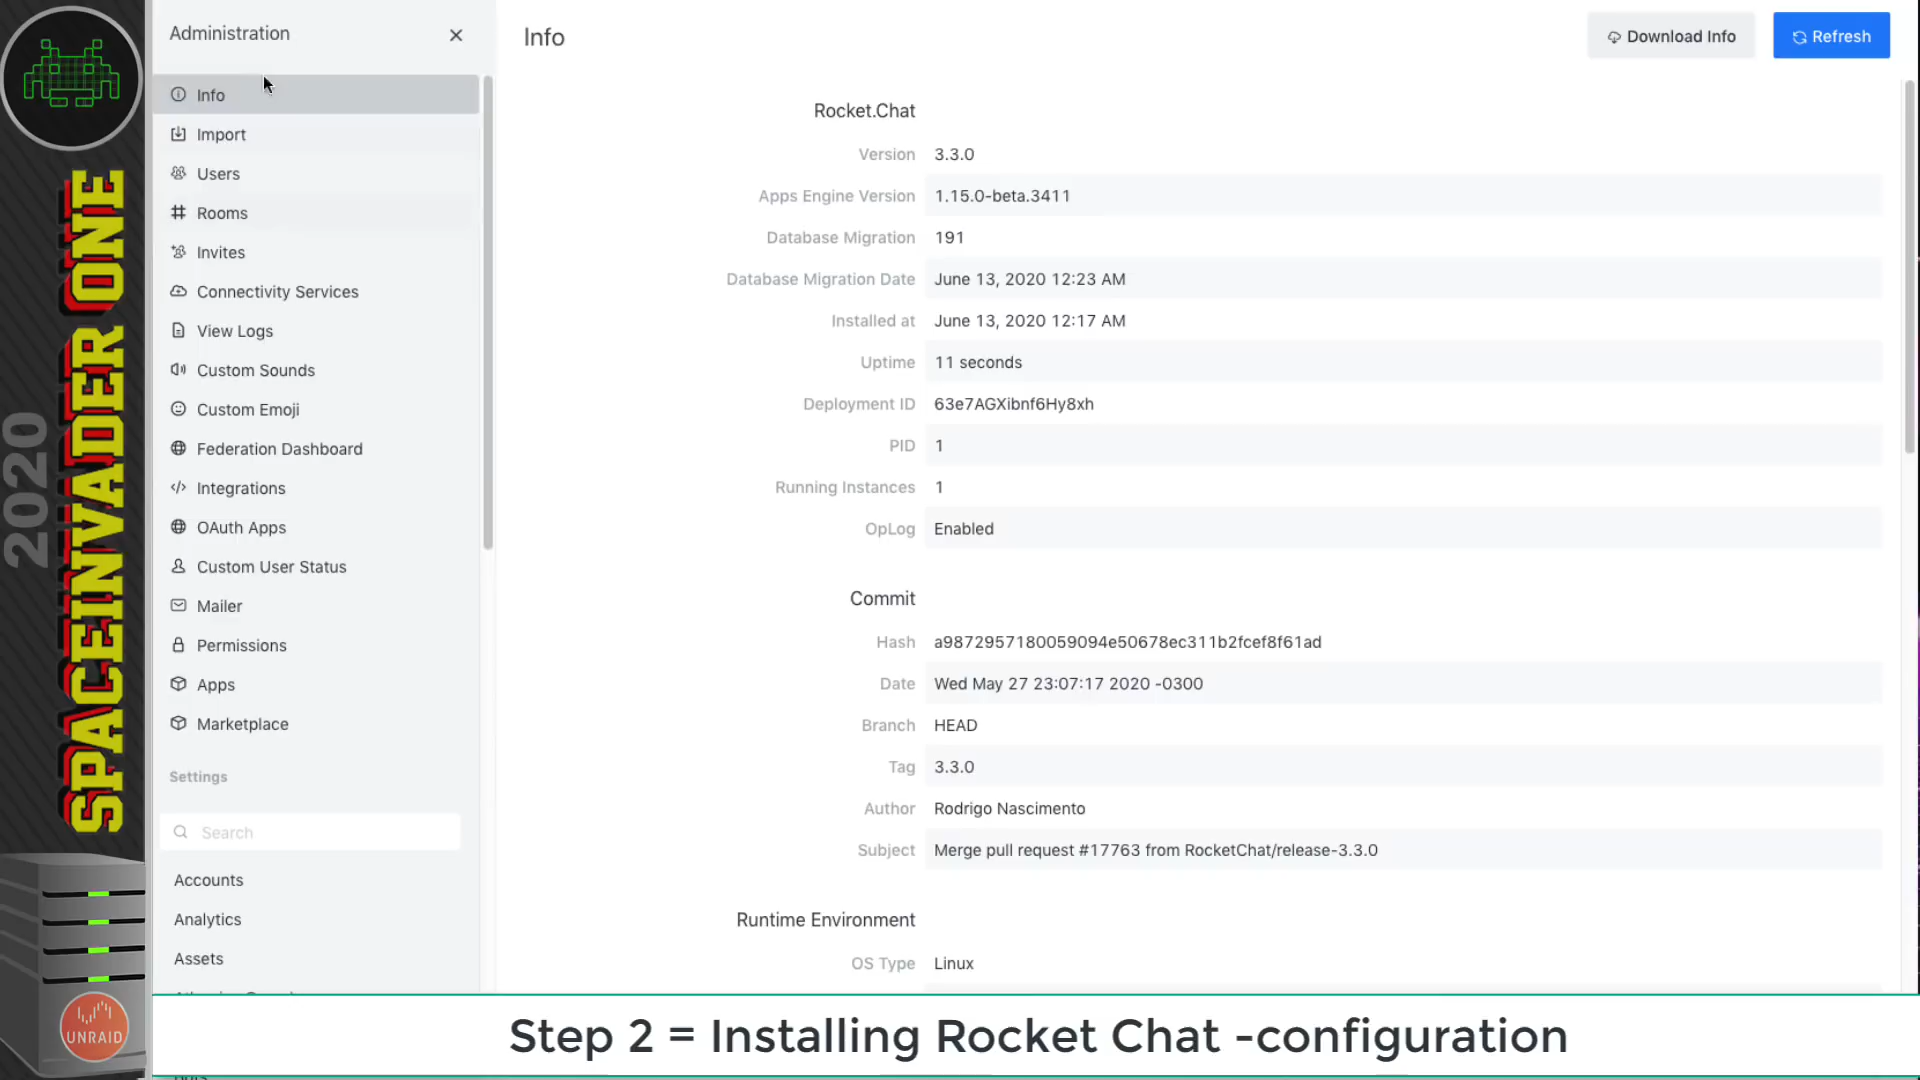 2020
SPACEINVADER ONE
UNRAID
Administration
Info
Import
Users
Rooms
Invites
Connectivity Services
View Logs
Custom Sounds
Custom Emoji
Federation Dashboard
Integrations
OAuth Apps
Custom User Status
Mailer
Permissions
Apps
Marketplace
Settings
Search
Accounts
Analytics
Assets
Info
Download Info
Refresh
Rocket.Chat
Version 3.3.0
Apps Engine Version 1.15.0-beta.3411
Database Migration 191
Database Migration Date June 13, 2020 12:23 AM
Installed at June 13, 2020 12:17 AM
Uptime 11 seconds
Deployment ID 63e7AGXibnf6Hy8xh
PID 1
Running Instances 1
OpLog Enabled
Commit
Hash a9872957180059094e50678ec311b2fcef8f61ad
Date Wed May 27 23:07:17 2020 -0300
Branch HEAD
Tag 3.3.0
Author Rodrigo Nascimento
Subject Merge pull request #17763 from RocketChat/release-3.3.0
Runtime Environment
OS Type Linux
Step 2 = Installing Rocket Chat -configuration